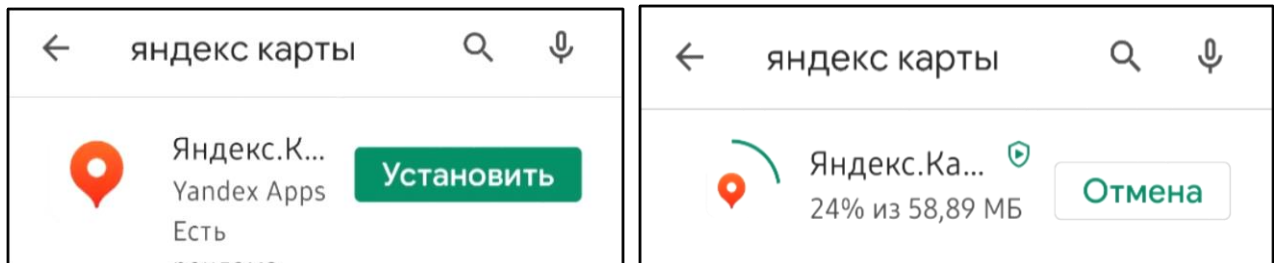 яндекс карты
Яндекс.К...
Установить
Yandex Apps
Есть
яндекс карты
Яндекс.Ка...
24% из 58,89 МБ
Отмена